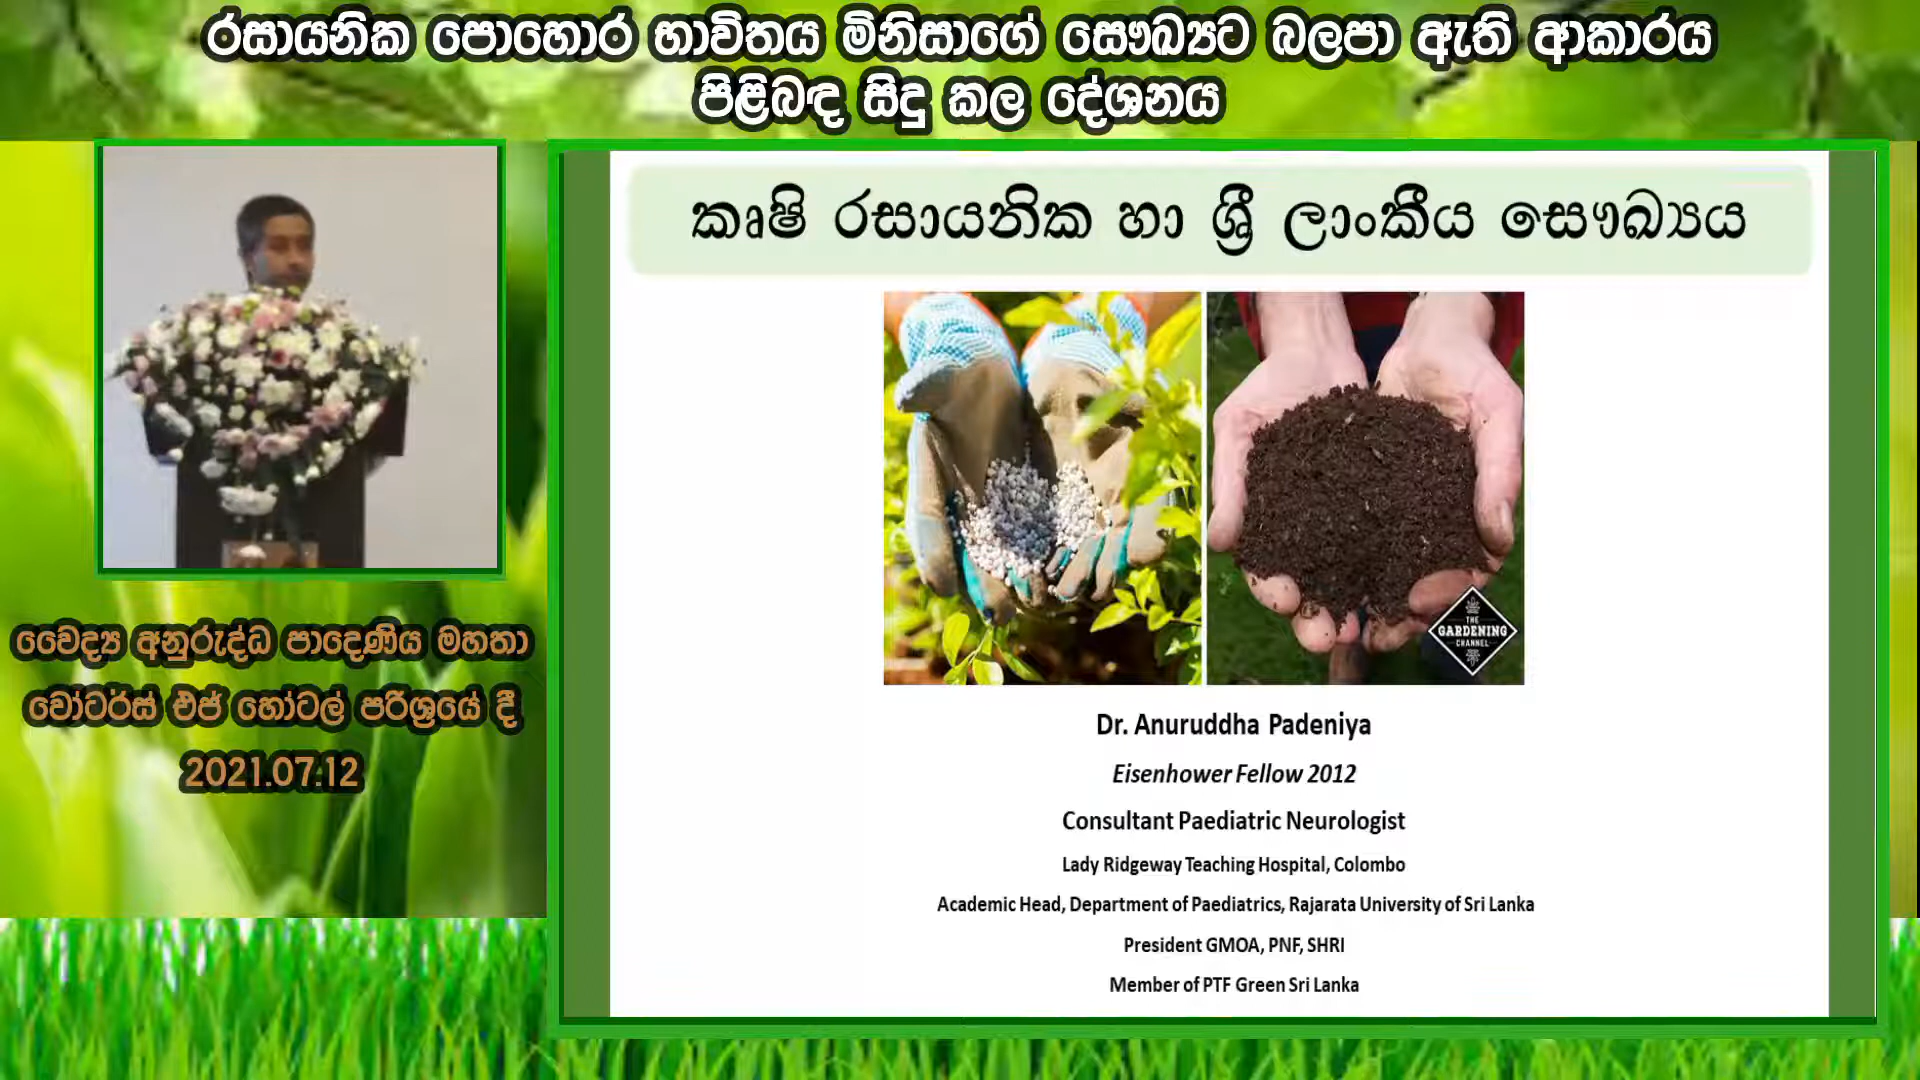 රසායනික පොහොර භාවිතය මිනිසාගේ සෞඛ්‍යට බලපා ඇති ආකාරය
පිළිබඳ සිදු කල දේශනය
කෘෂි රසායනික හා ශ්‍රී ලාංකීය සෞඛ්‍යය
THE
GARDENING
CHANNEL
වෛද්‍ය අනුරුද්ධ පාදෙණිය මහතා
වෝටර්ස් එජ් හෝටල් පරිශ්‍රයේ දී
2021.07.12
Dr. Anuruddha Padeniya
Eisenhower Fellow 2012
Consultant Paediatric Neurologist
Lady Ridgeway Teaching Hospital, Colombo
Academic Head, Department of Paediatrics, Rajarata University of Sri Lanka
President GMOA, PNF, SHRI
Member of PTF Green Sri Lanka